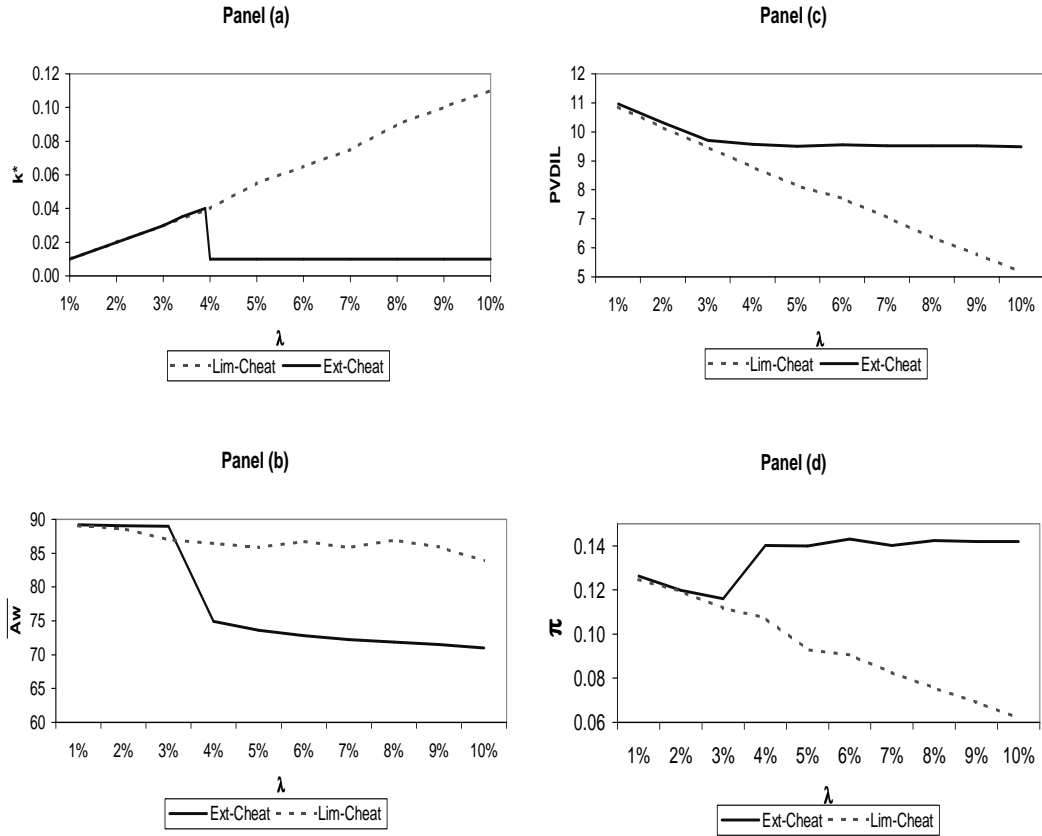 Panel (a)
0.12
0.10
0.08
0.06
0.04
0.02
0.00
k*
1% 2% 3% 4% 5% 6% 7% 8% 9% 10%
λ
Lim-Cheat Ext-Cheat
Panel (c)
12
11
10
9
8
7
6
5
PVDIL
1% 2% 3% 4% 5% 6% 7% 8% 9% 10%
λ
Lim-Cheat Ext-Cheat
Panel (b)
90
85
80
75
70
65
60
Aw
1% 2% 3% 4% 5% 6% 7% 8% 9% 10%
λ
Ext-Cheat Lim-Cheat
Panel (d)
0.14
0.12
0.10
0.08
0.06
π
1% 2% 3% 4% 5% 6% 7% 8% 9% 10%
λ
Ext-Cheat Lim-Cheat